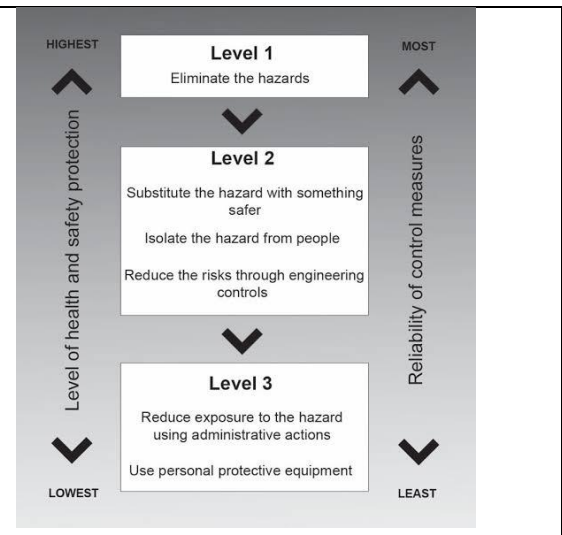 HIGHEST
MOST
Level 1
Eliminate the hazards
Level of health and safety protection
Reliability of control measures
Level 2
Substitute the hazard with something
safer
Isolate the hazard from people
Reduce the risks through engineering
controls
Level 3
Reduce exposure to the hazard
using administrative actions
Use personal protective equipment
LOWEST
LEAST